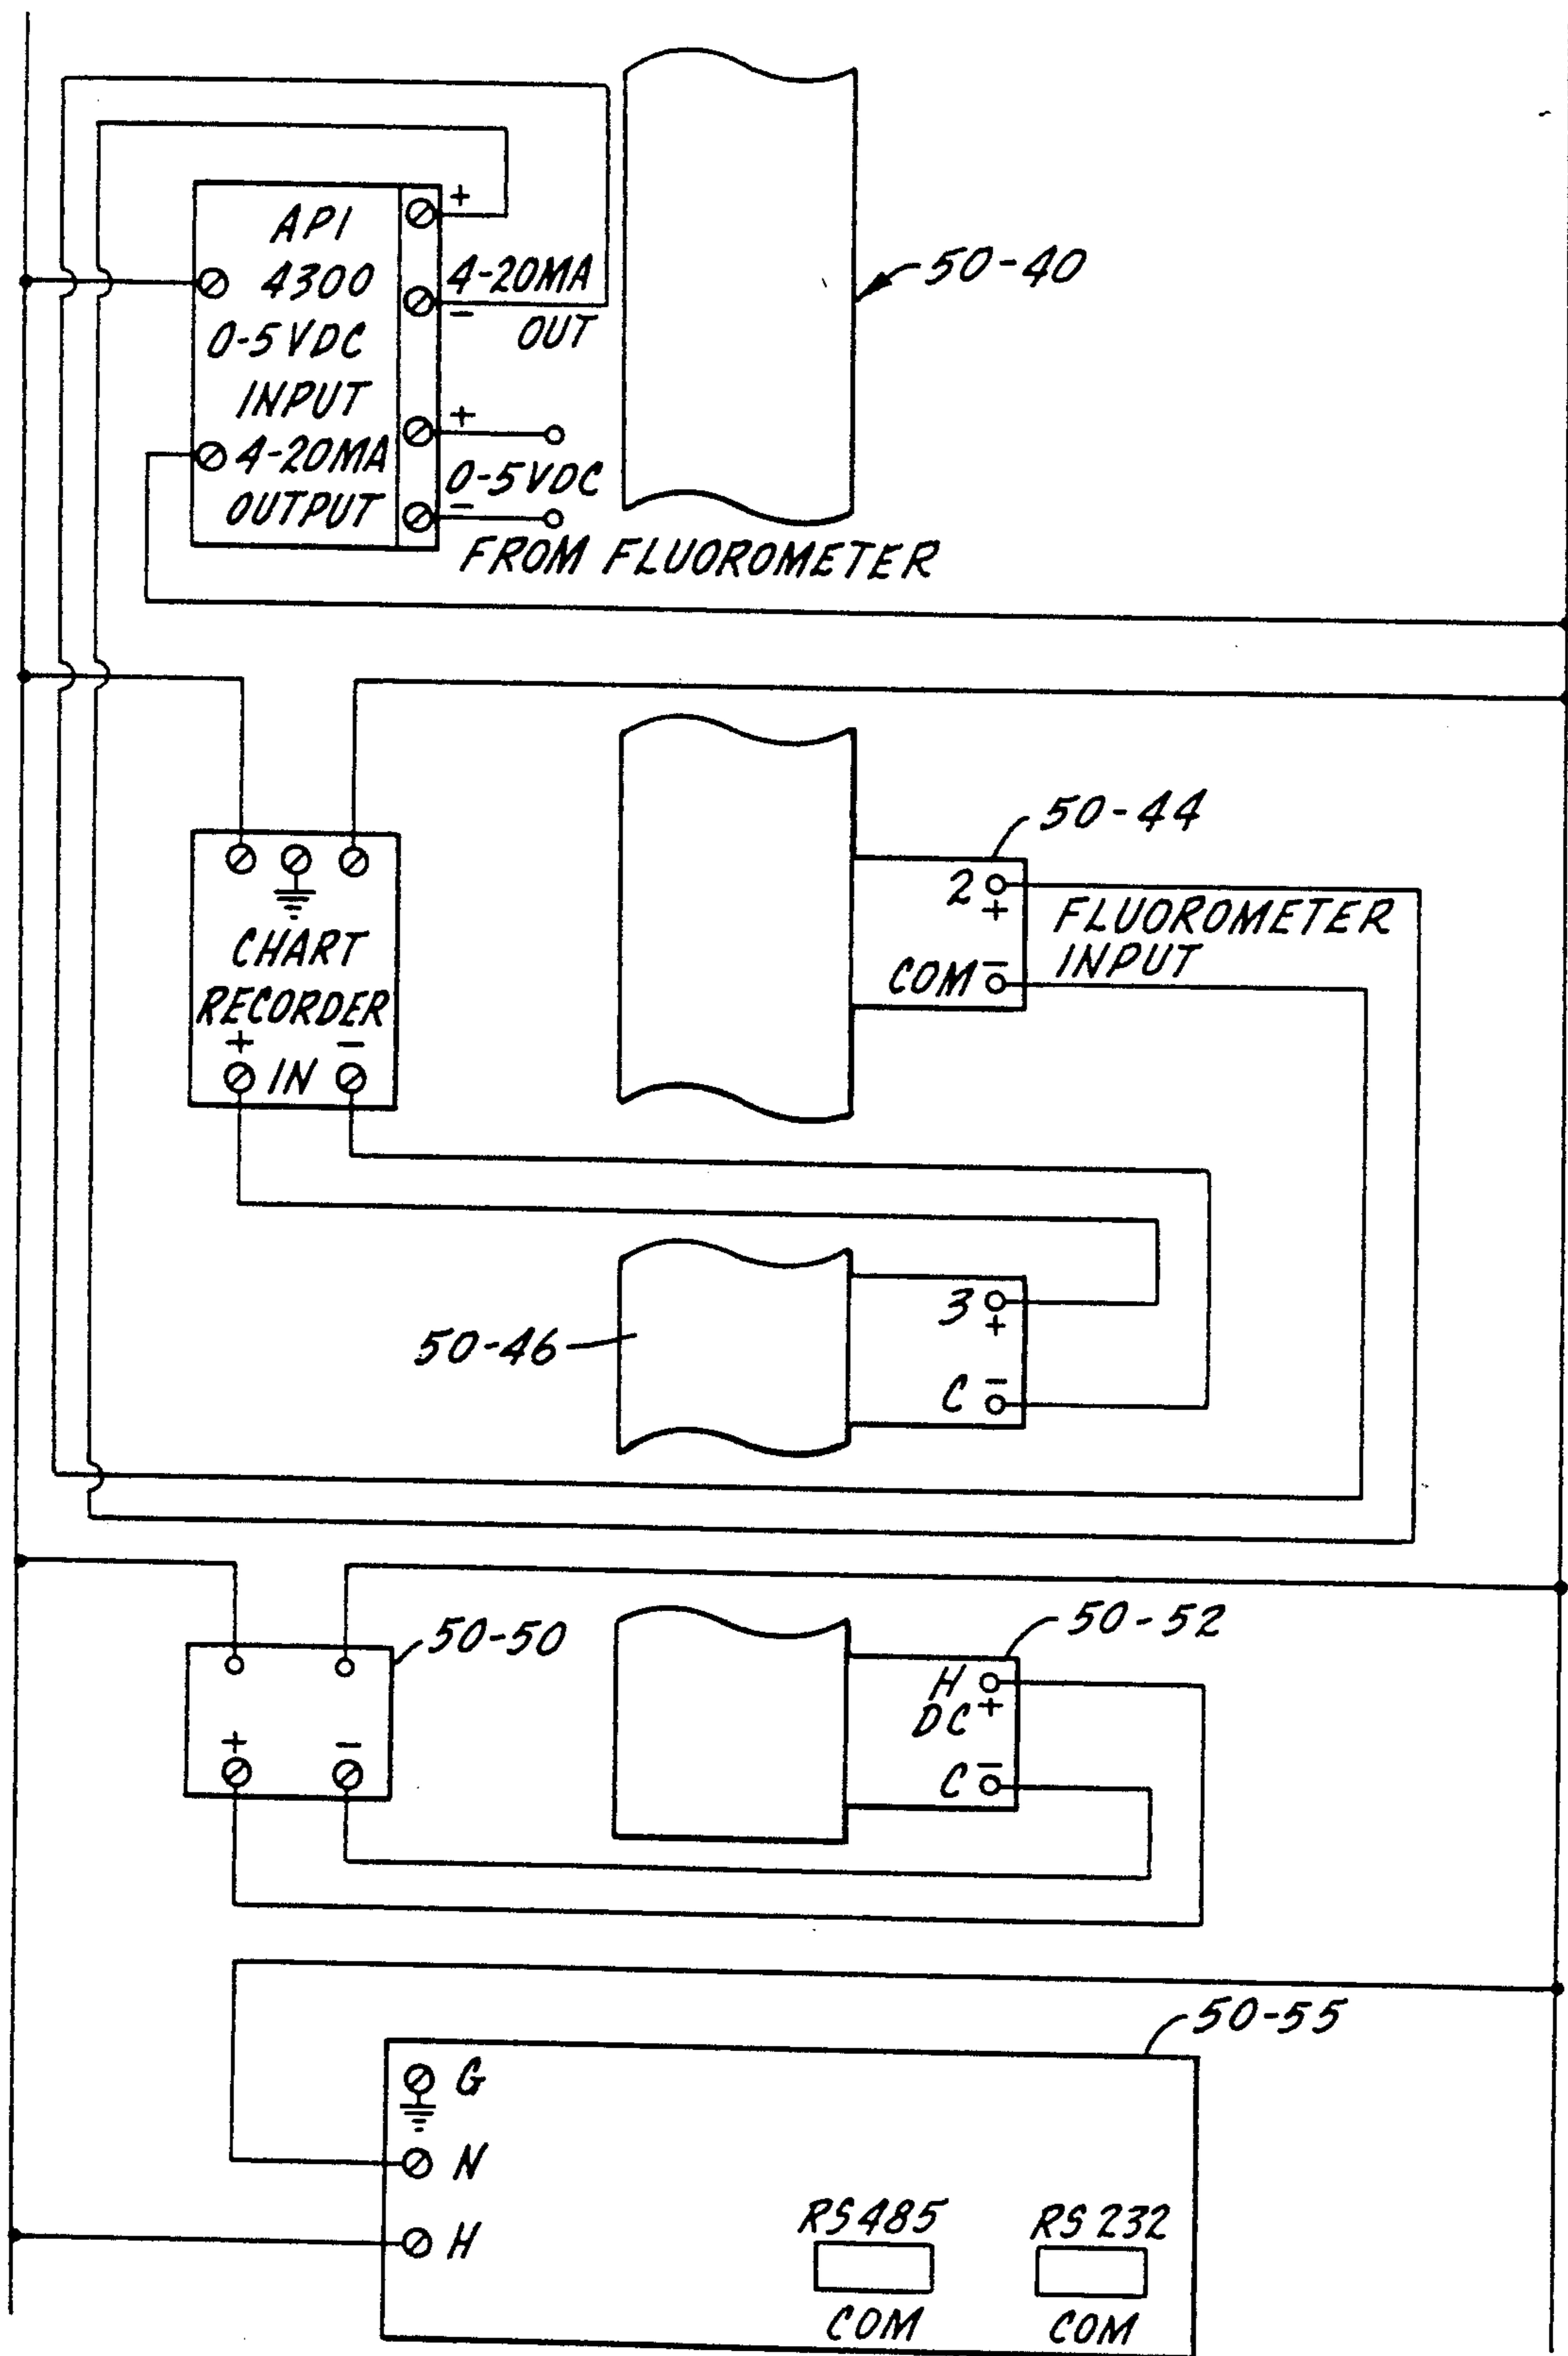 API
4300
0-5VDC
INPUT
4-20MA
OUTPUT
+
4-20MA
-
OUT
+
0-5VDC
-
FROM FLUOROMETER
50-40
CHART
RECORDER
+ IN -
50-44
2
+
COM -
FLUOROMETER
INPUT
50-46
3
+
C -
50-50
+ -
50-52
H
DC +
C -
50-55
G
N
H
RS485
COM
RS232
COM